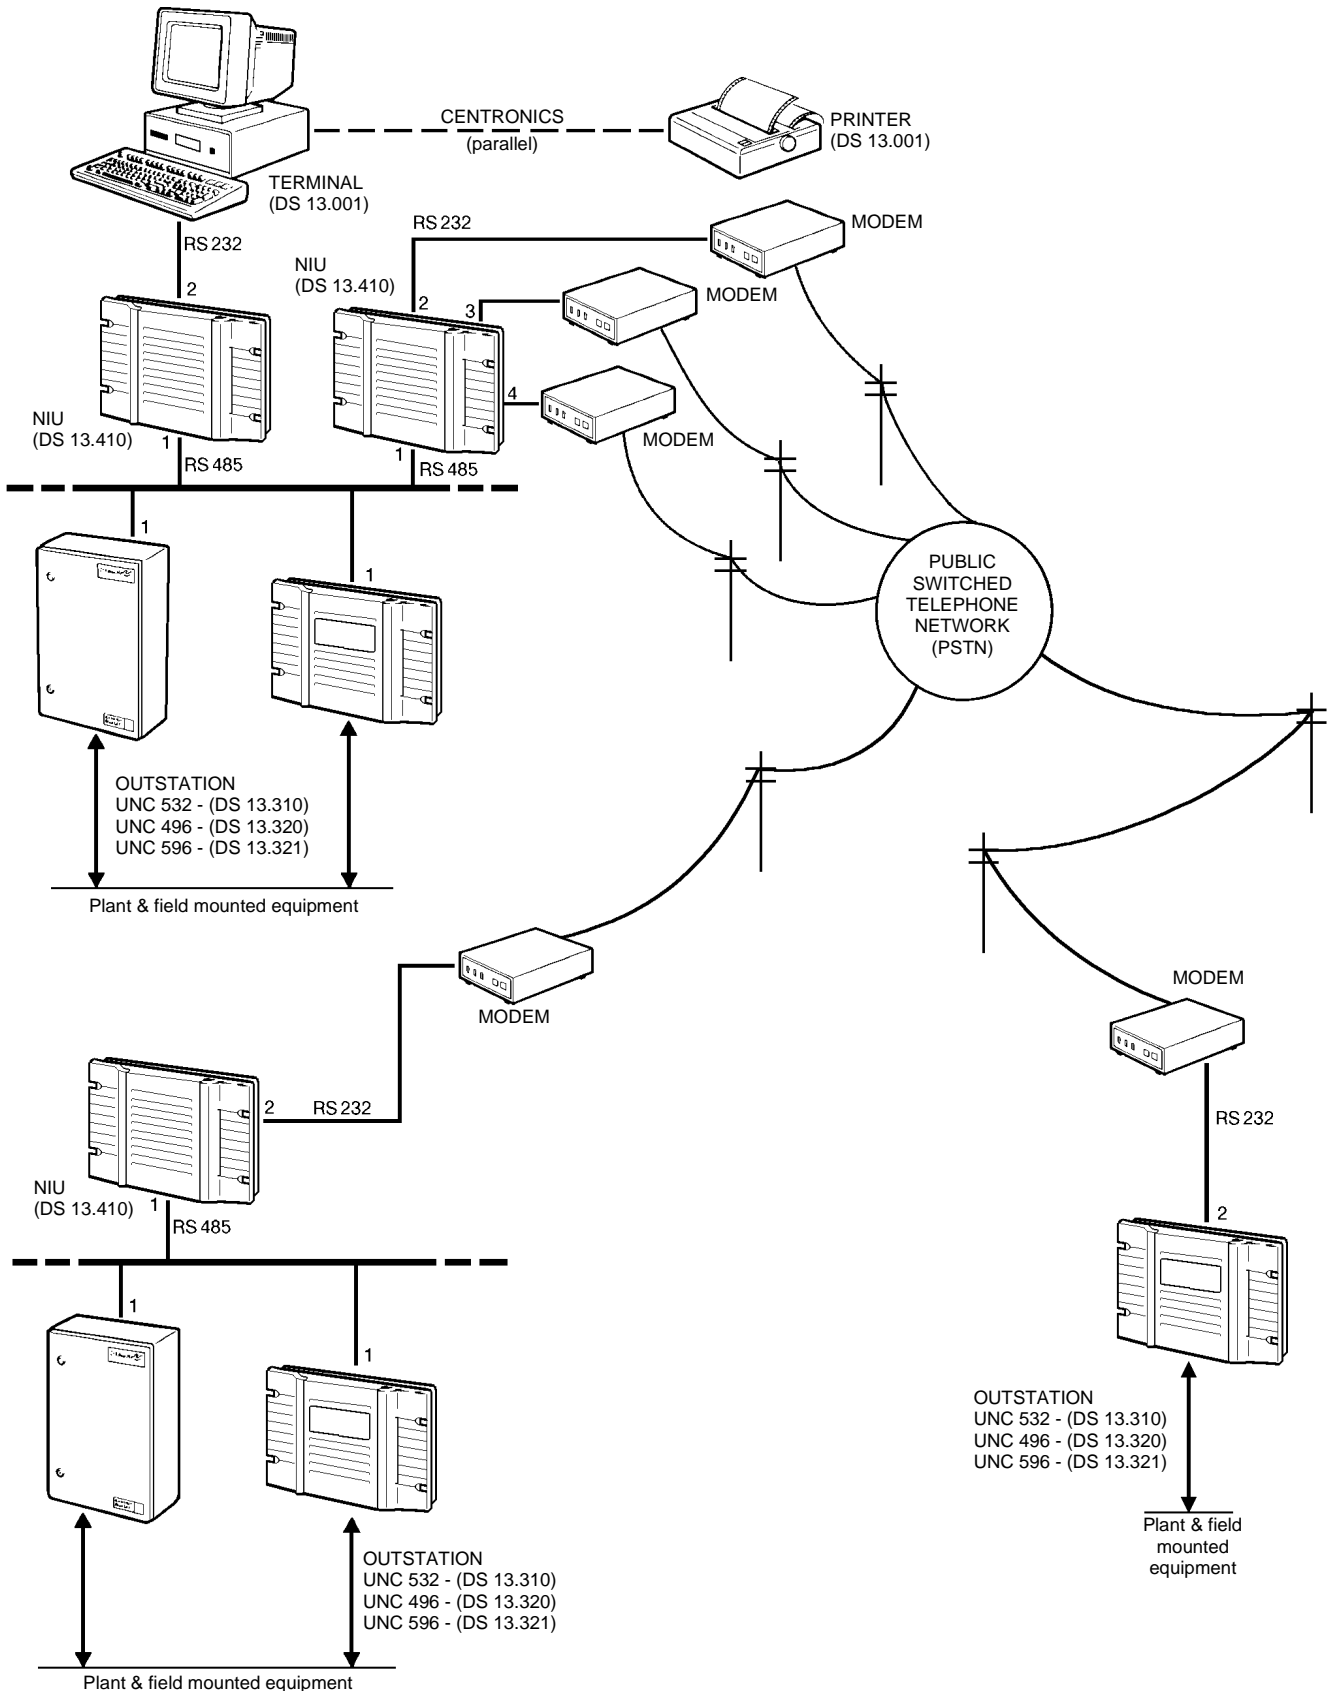 CENTRONICS
(parallel)
PRINTER
(DS 13.001)
TERMINAL
(DS 13.001)
RS 232
RS 232
MODEM
NIU
(DS 13.410)
2
2
3
MODEM
4
MODEM
NIU
(DS 13.410)
1
RS 485
1
RS 485
1
1
PUBLIC
SWITCHED
TELEPHONE
NETWORK
(PSTN)
OUTSTATION
UNC 532 - (DS 13.310)
UNC 496 - (DS 13.320)
UNC 596 - (DS 13.321)
Plant & field mounted equipment
MODEM
MODEM
2
RS 232
RS 232
NIU
(DS 13.410)
1
RS 485
2
1
1
OUTSTATION
UNC 532 - (DS 13.310)
UNC 496 - (DS 13.320)
UNC 596 - (DS 13.321)
Plant & field
mounted
equipment
OUTSTATION
UNC 532 - (DS 13.310)
UNC 496 - (DS 13.320)
UNC 596 - (DS 13.321)
Plant & field mounted equipment